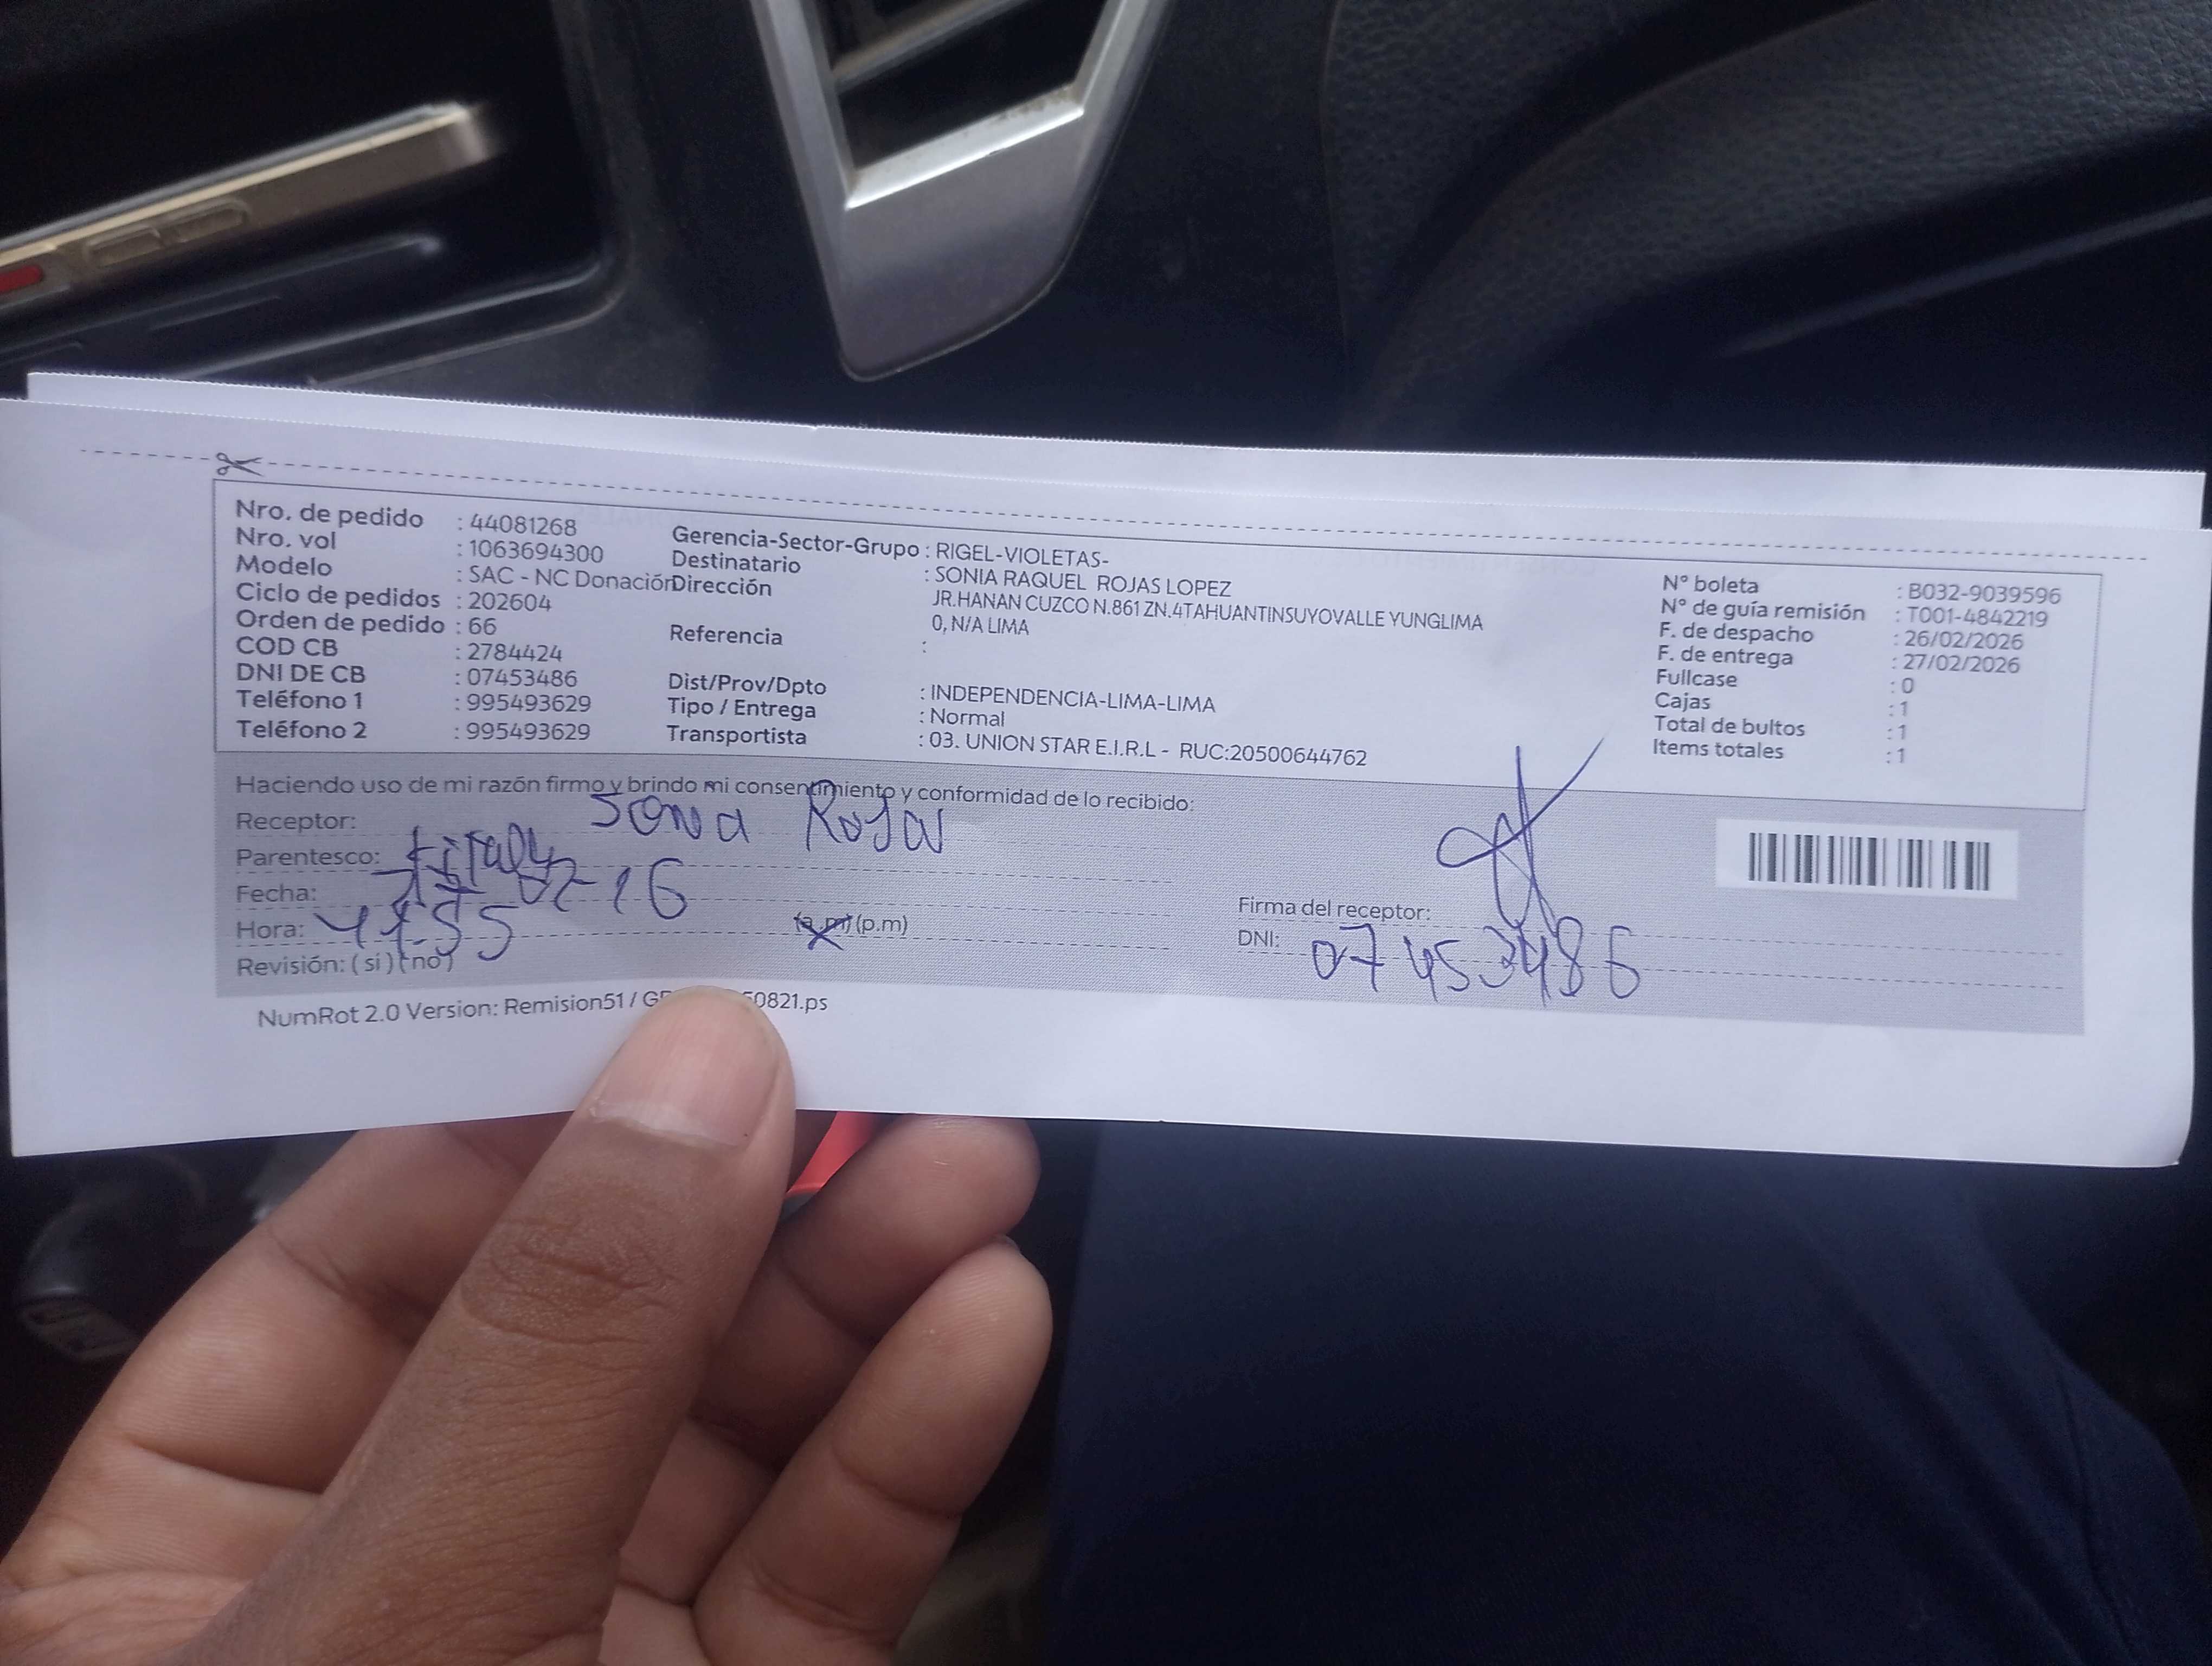 Nro. de pedido : 44081268
Nro. vol : 1063694300
Modelo : SAC - NC Donación
Ciclo de pedidos : 202604
Orden de pedido : 66
COD CB : 2784424
DNI DE CB : 07453486
Teléfono 1 : 995493629
Teléfono 2 : 995493629
Gerencia-Sector-Grupo : RIGEL-VIOLETAS-
Destinatario : SONIA RAQUEL ROJAS LOPEZ
Dirección JR.HANAN CUZCO N.861 ZN.4TAHUANTINSUYOVALLE YUNGLIMA
0, N/A LIMA
Referencia :
Dist/Prov/Dpto : INDEPENDENCIA-LIMA-LIMA
Tipo / Entrega : Normal
Transportista : 03. UNION STAR E.I.R.L - RUC:20500644762
N° boleta : B032-9039596
N° de guía remisión : T001-4842219
F. de despacho : 26/02/2026
F. de entrega : 27/02/2026
Fullcase : 0
Cajas : 1
Total de bultos : 1
Items totales : 1
Haciendo uso de mi razón firmo y brindo mi consentimiento y conformidad de lo recibido:
Receptor: Sona Rojas
Parentesco:
Fecha:
Hora: (a.m) (p.m)
Revisión: ( si ) ( no )
Firma del receptor:
DNI: 07453486
NumRot 2.0 Version: Remision51 / 50821.ps